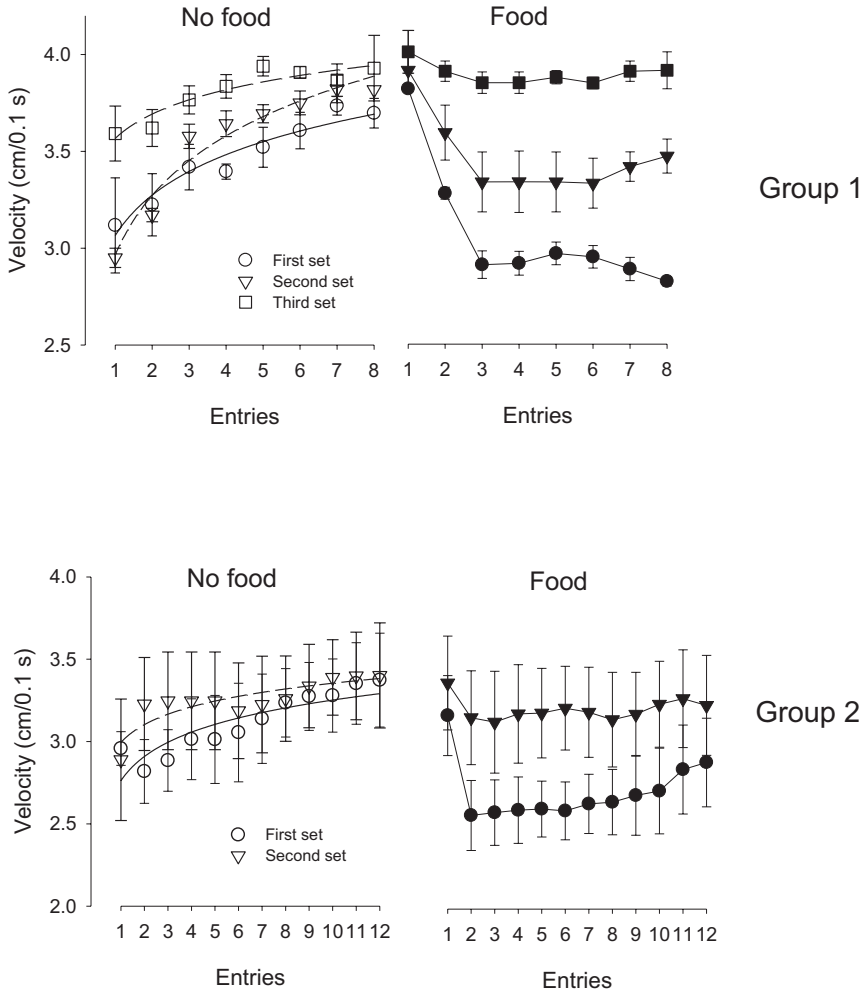 No food
Food
4.0
3.5
3.0
2.5
Velocity (cm/0.1 s)
First set
Second set
Third set
1 2 3 4 5 6 7 8
1 2 3 4 5 6 7 8
Entries
Entries
Group 1
No food
Food
4.0
3.5
3.0
2.5
2.0
Velocity (cm/0.1 s)
First set
Second set
1 2 3 4 5 6 7 8 9 10 11 12
1 2 3 4 5 6 7 8 9 10 11 12
Entries
Entries
Group 2